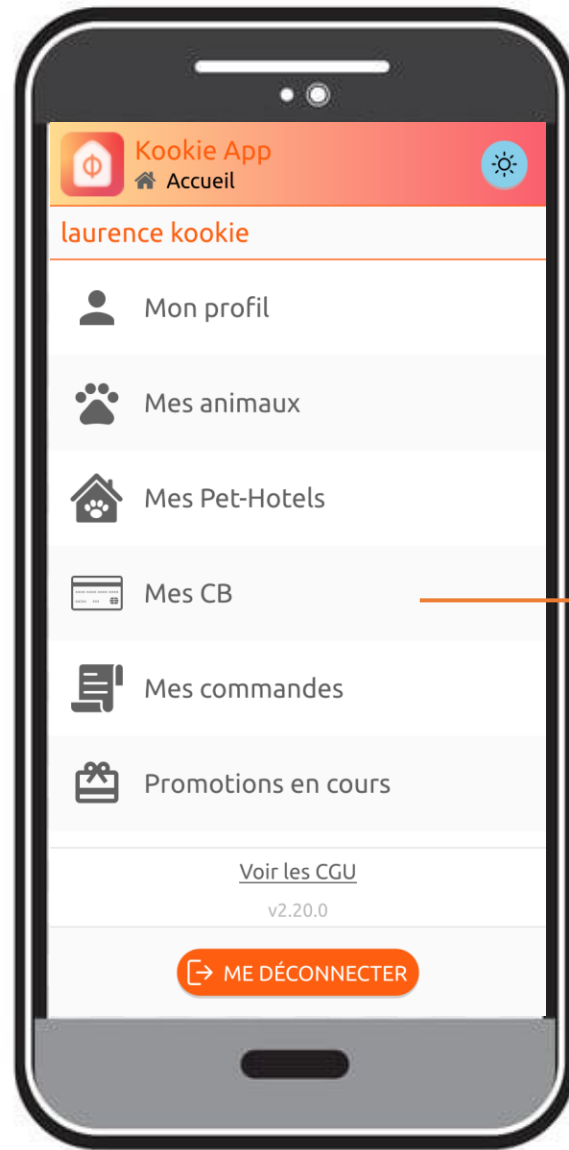 Kookie App
Accueil
laurence kookie
Mon profil
Mes animaux
Mes Pet-Hotels
Mes CB
Mes commandes
Promotions en cours
Voir les CGU
v2.20.0
ME DÉCONNECTER